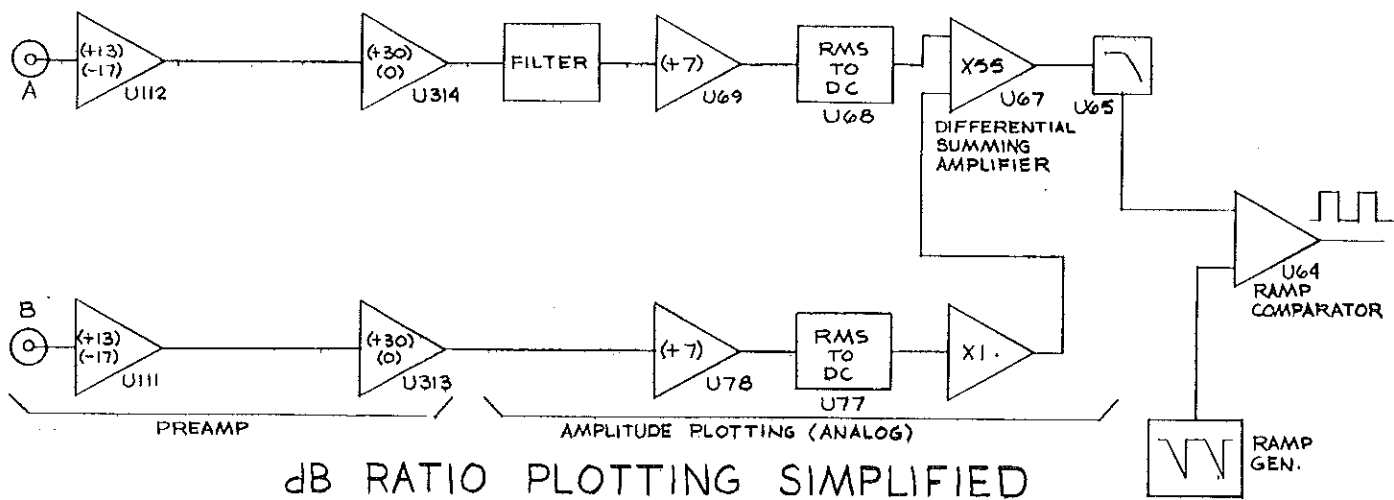 A
(+13)
(-17)
U112
(+30)
(0)
U314
FILTER
(+7)
U69
RMS
TO
DC
U68
X55
U67
DIFFERENTIAL
SUMMING
AMPLIFIER
U65
U64
RAMP
COMPARATOR
B
(+13)
(-17)
U111
(+30)
(0)
U313
(+7)
U78
RMS
TO
DC
U77
X1.
PREAMP
AMPLITUDE PLOTTING (ANALOG)
RAMP
GEN.
dB RATIO PLOTTING SIMPLIFIED